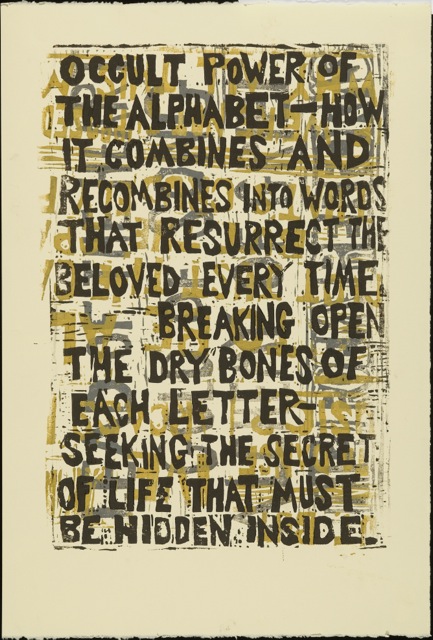 OCCULT POWER OF
THE ALPHABET—HOW
IT COMBINES AND
RECOMBINES INTO WORDS
THAT RESURRECT THE
BELOVED EVERY TIME.
BREAKING OPEN
THE DRY BONES OF
EACH LETTER—
SEEKING THE SECRET
OF LIFE THAT MUST
BE HIDDEN INSIDE.